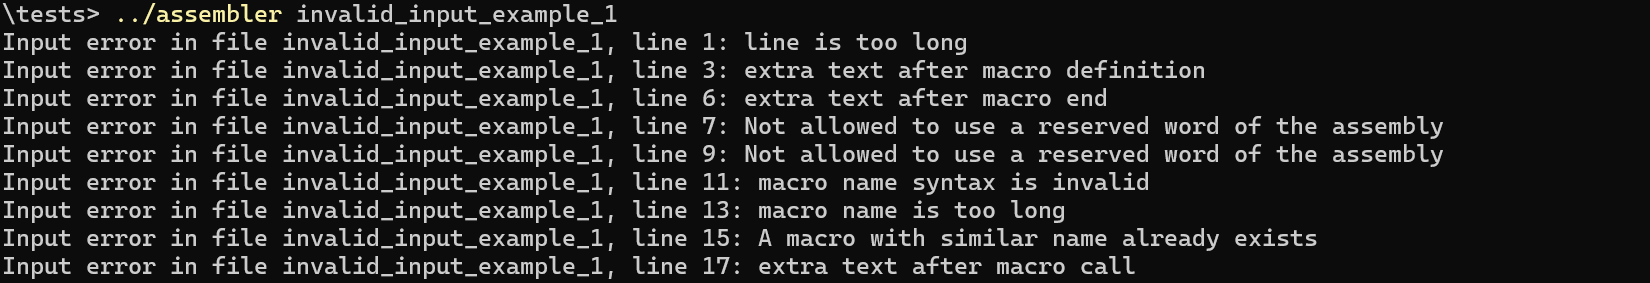 \tests> ../assembler invalid_input_example_1
Input error in file invalid_input_example_1, line 1: line is too long
Input error in file invalid_input_example_1, line 3: extra text after macro definition
Input error in file invalid_input_example_1, line 6: extra text after macro end
Input error in file invalid_input_example_1, line 7: Not allowed to use a reserved word of the assembly
Input error in file invalid_input_example_1, line 9: Not allowed to use a reserved word of the assembly
Input error in file invalid_input_example_1, line 11: macro name syntax is invalid
Input error in file invalid_input_example_1, line 13: macro name is too long
Input error in file invalid_input_example_1, line 15: A macro with similar name already exists
Input error in file invalid_input_example_1, line 17: extra text after macro call